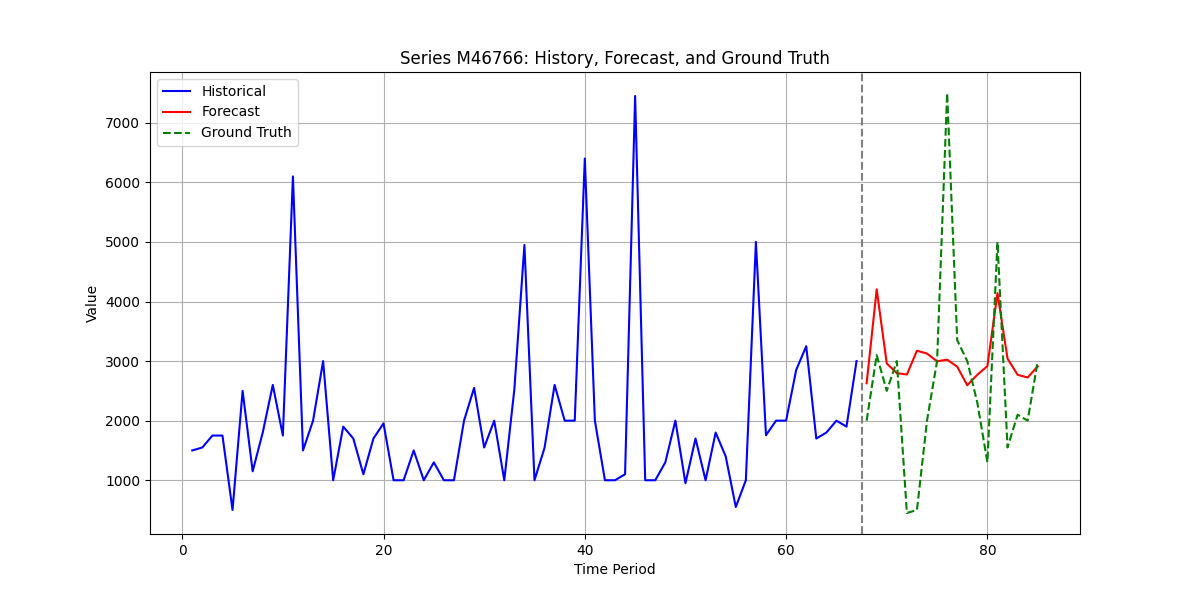 Series M46766: History, Forecast, and Ground Truth
Historical
Forecast
Ground Truth
7000
6000
5000
4000
3000
2000
1000
Value
0 20 40 60 80
Time Period